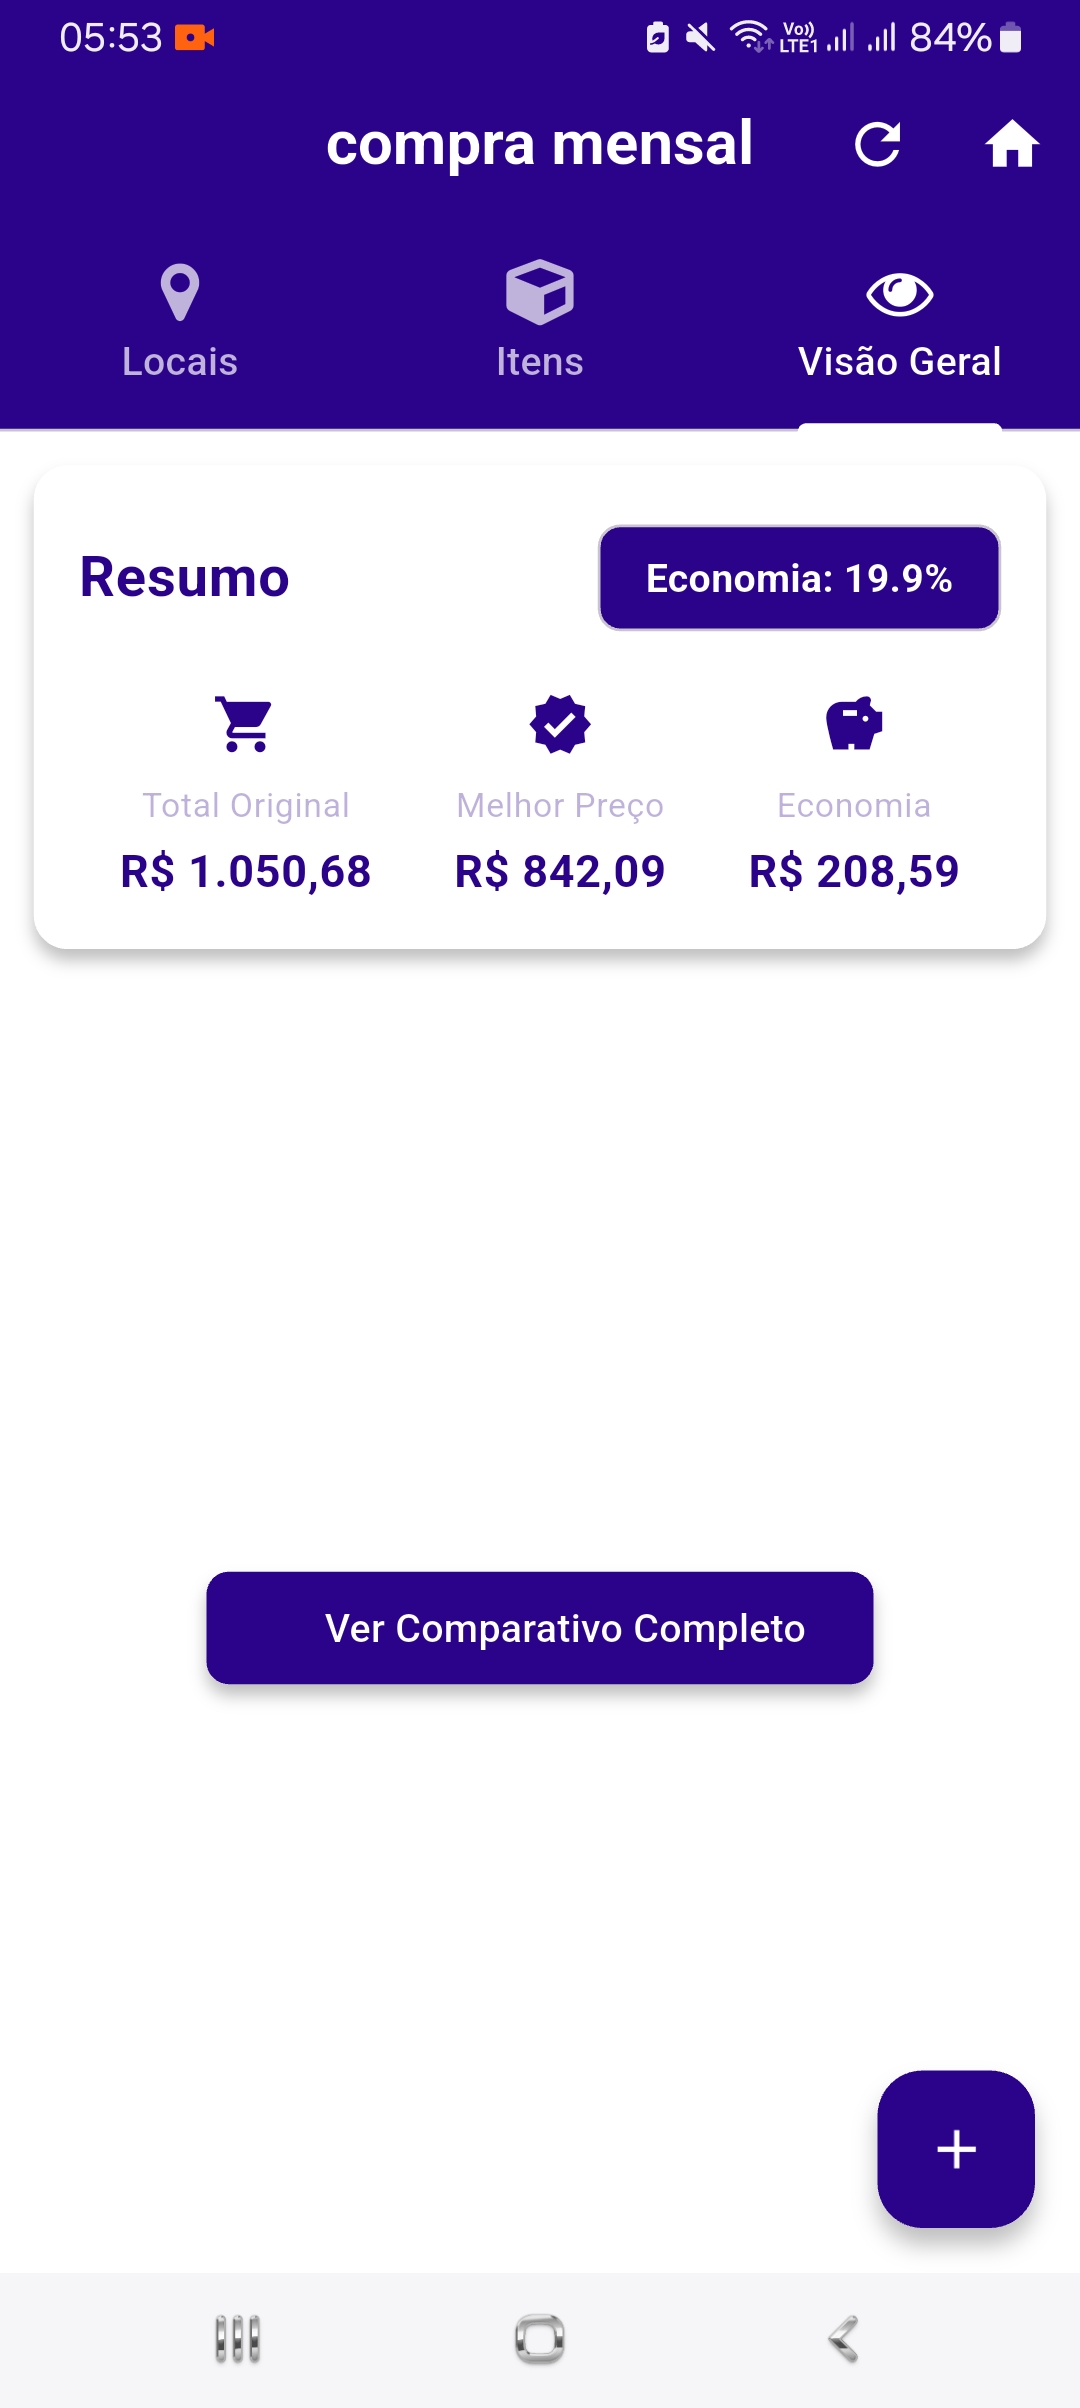 05:53 Vo)) LTE1 84%
compra mensal
Locais Itens Visão Geral
Resumo Economia: 19.9%
Total Original Melhor Preço Economia
R$ 1.050,68 R$ 842,09 R$ 208,59
Ver Comparativo Completo